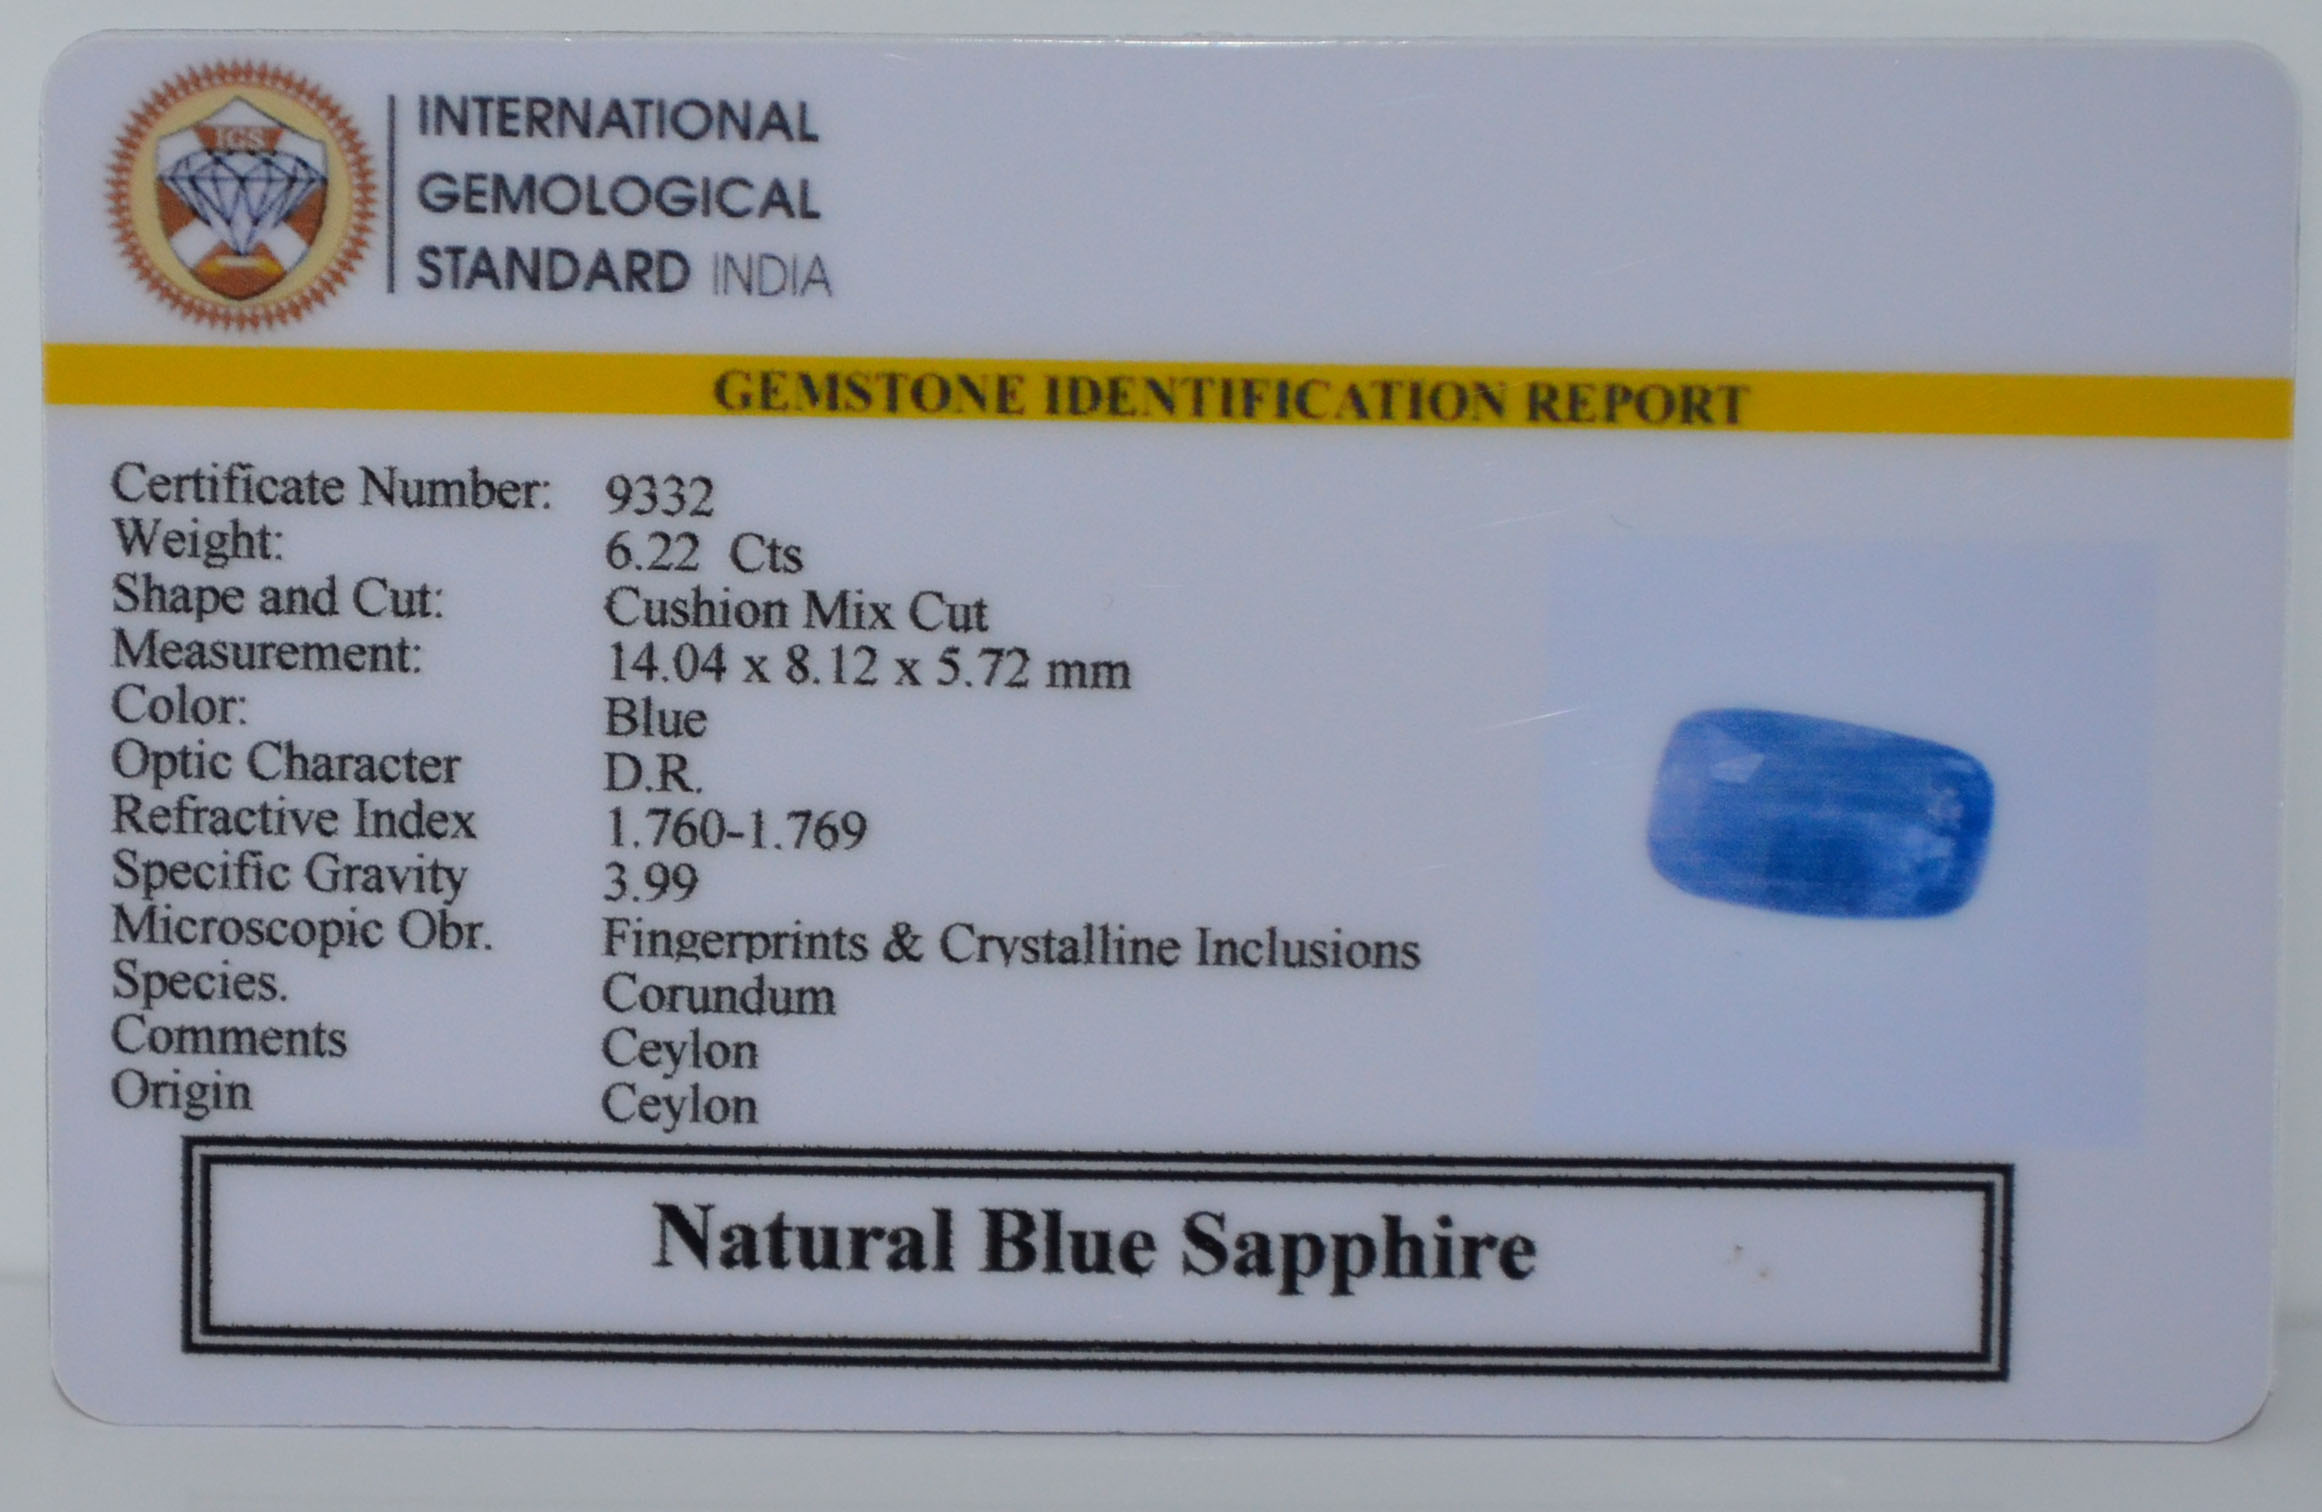 IGS
INTERNATIONAL
GEMOLOGICAL
STANDARD INDIA
GEMSTONE IDENTIFICATION REPORT
Certificate Number: 9332
Weight: 6.22 Cts
Shape and Cut: Cushion Mix Cut
Measurement: 14.04 x 8.12 x 5.72 mm
Color: Blue
Optic Character D.R.
Refractive Index 1.760-1.769
Specific Gravity 3.99
Microscopic Obr. Fingerprints & Crystalline Inclusions
Species. Corundum
Comments Ceylon
Origin Ceylon
Natural Blue Sapphire